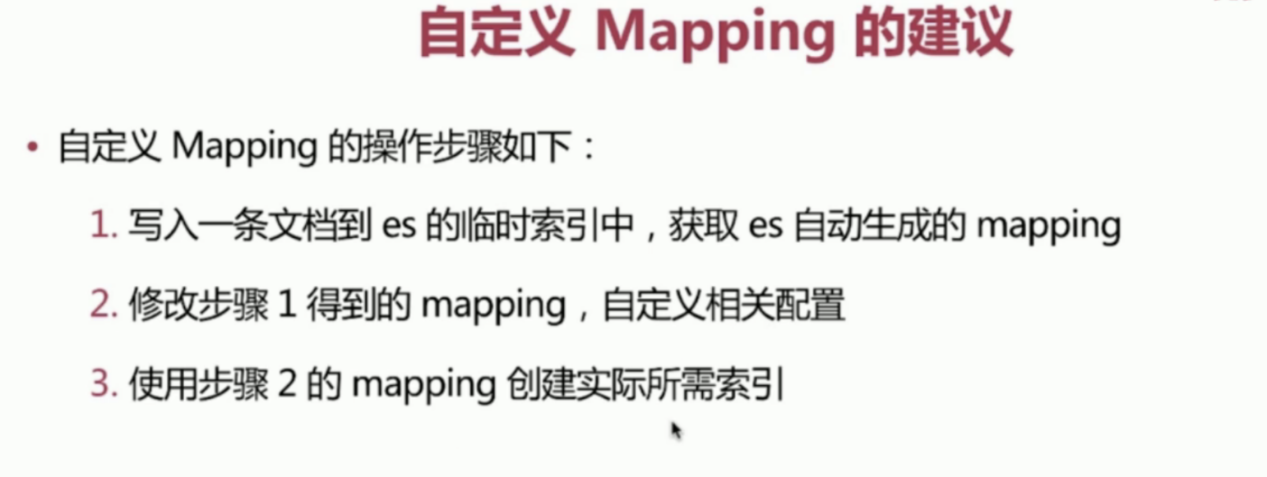 自定义 Mapping 的建议
• 自定义 Mapping 的操作步骤如下：
1. 写入一条文档到 es 的临时索引中，获取 es 自动生成的 mapping
2. 修改步骤 1 得到的 mapping，自定义相关配置
3. 使用步骤 2 的 mapping 创建实际所需索引